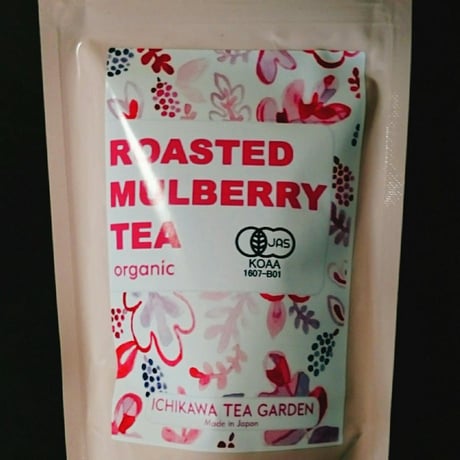 ROASTED
MULBERRY
TEA
organic
JAS
KOAA
1607-B01
ICHIKAWA TEA GARDEN
Made in Japan